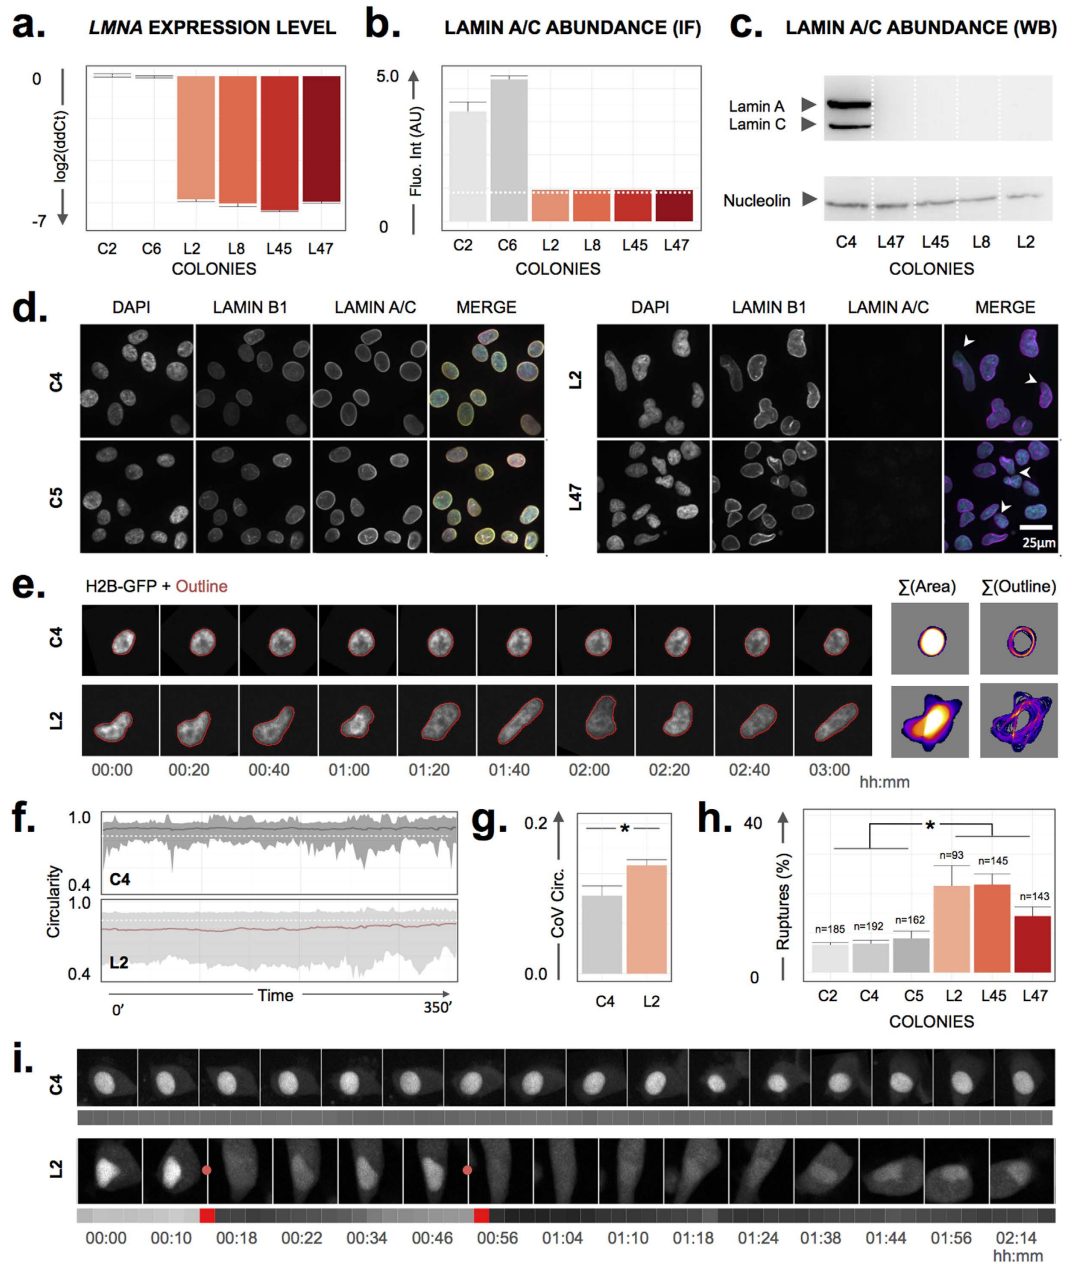 a.
LMNA EXPRESSION LEVEL
0
log2(ddCt)
-7
C2 C6 L2 L8 L45 L47
COLONIES
b.
LAMIN A/C ABUNDANCE (IF)
5.0
Fluo. Int (AU)
0
C2 C6 L2 L8 L45 L47
COLONIES
c.
LAMIN A/C ABUNDANCE (WB)
Lamin A
Lamin C
Nucleolin
C4 L47 L45 L8 L2
COLONIES
d.
DAPI LAMIN B1 LAMIN A/C MERGE
C4
C5
DAPI LAMIN B1 LAMIN A/C MERGE
L2
L47
25μm
e.
H2B-GFP + Outline
∑(Area) ∑(Outline)
C4
L2
00:00 00:20 00:40 01:00 01:20 01:40 02:00 02:20 02:40 03:00
hh:mm
f.
Circularity
1.0
0.4
C4
1.0
0.4
L2
Time
0’ 350’
g.
0.2
CoV Circ.
0.0
*
C4 L2
h.
40
Ruptures (%)
0
*
n=185 n=192 n=162 n=93 n=145 n=143
C2 C4 C5 L2 L45 L47
COLONIES
i.
C4
L2
00:00 00:10 00:18 00:22 00:34 00:46 00:56 01:04 01:10 01:18 01:24 01:38 01:44 01:56 02:14
hh:mm